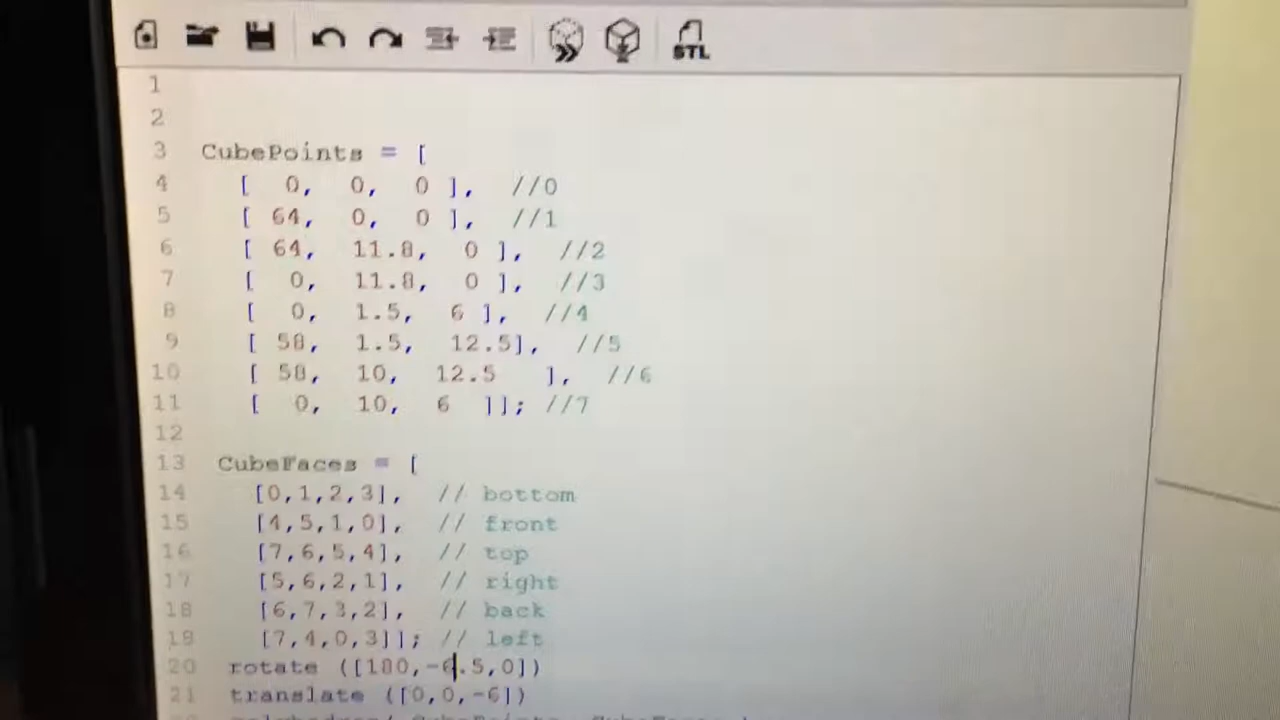 STL
1
2
3 CubePoints = [
4 [ 0, 0, 0 ], //0
5 [ 64, 0, 0 ], //1
6 [ 64, 11.8, 0 ], //2
7 [ 0, 11.8, 0 ], //3
8 [ 0, 1.5, 6 ], //4
9 [ 58, 1.5, 12.5], //5
10 [ 58, 10, 12.5 ], //6
11 [ 0, 10, 6 ]]; //7
12
13 CubeFaces = [
14 [0,1,2,3], // bottom
15 [4,5,1,0], // front
16 [7,6,5,4], // top
17 [5,6,2,1], // right
18 [6,7,3,2], // back
19 [7,4,0,3]]; // left
20 rotate ([180,-6.5,0])
21 translate ([0,0,-6])